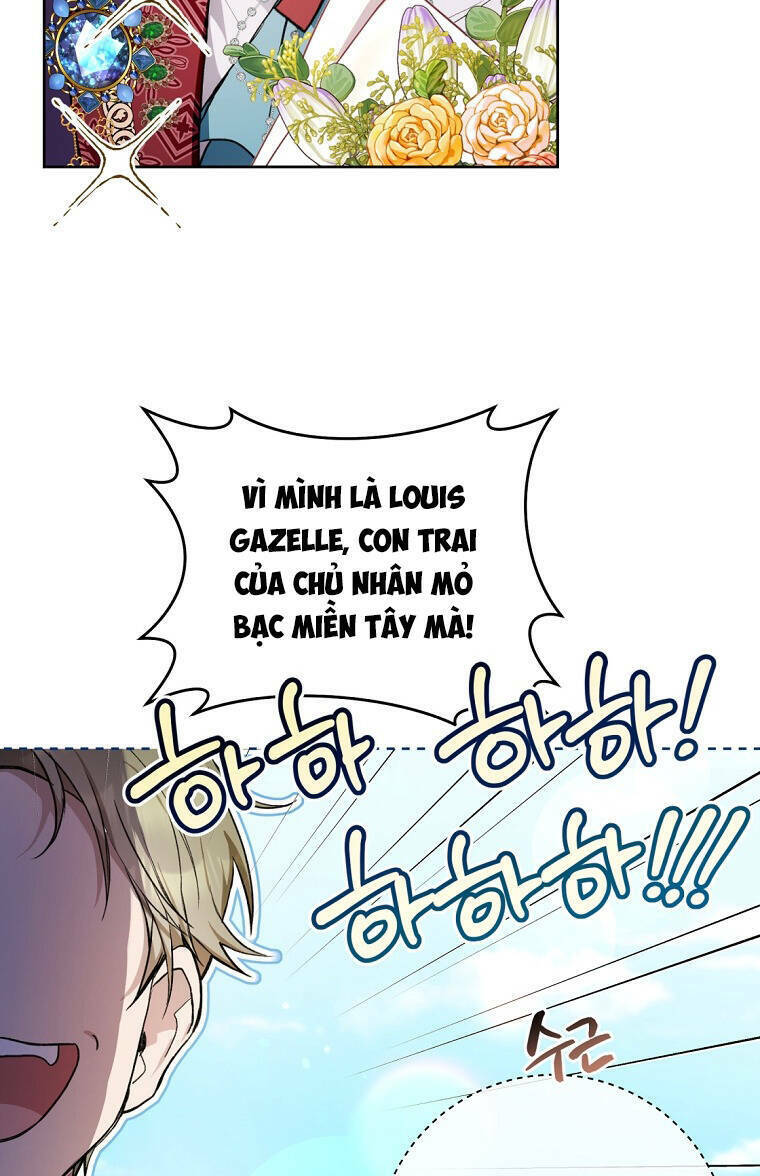 VÌ MÌNH LÀ LOUIS
GAZELLE, CON TRAI
CỦA CHỦ NHÂN MỎ
BẠC MIỀN TÂY MÀ!
하하 하하!
하하하!!!
수근